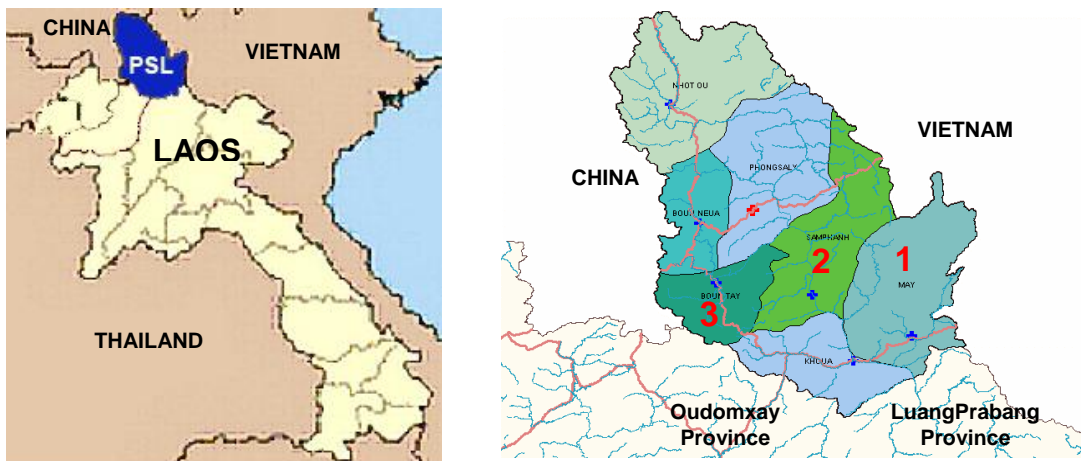 CHINA
VIETNAM
PSL
LAOS
THAILAND
NHOT OU
VIETNAM
PHONGSALY
CHINA
BOUN NEUA
SAMPHANH
2
1
MAY
BOUN TAY
3
KHOUA
Oudomxay
Province
LuangPrabang
Province